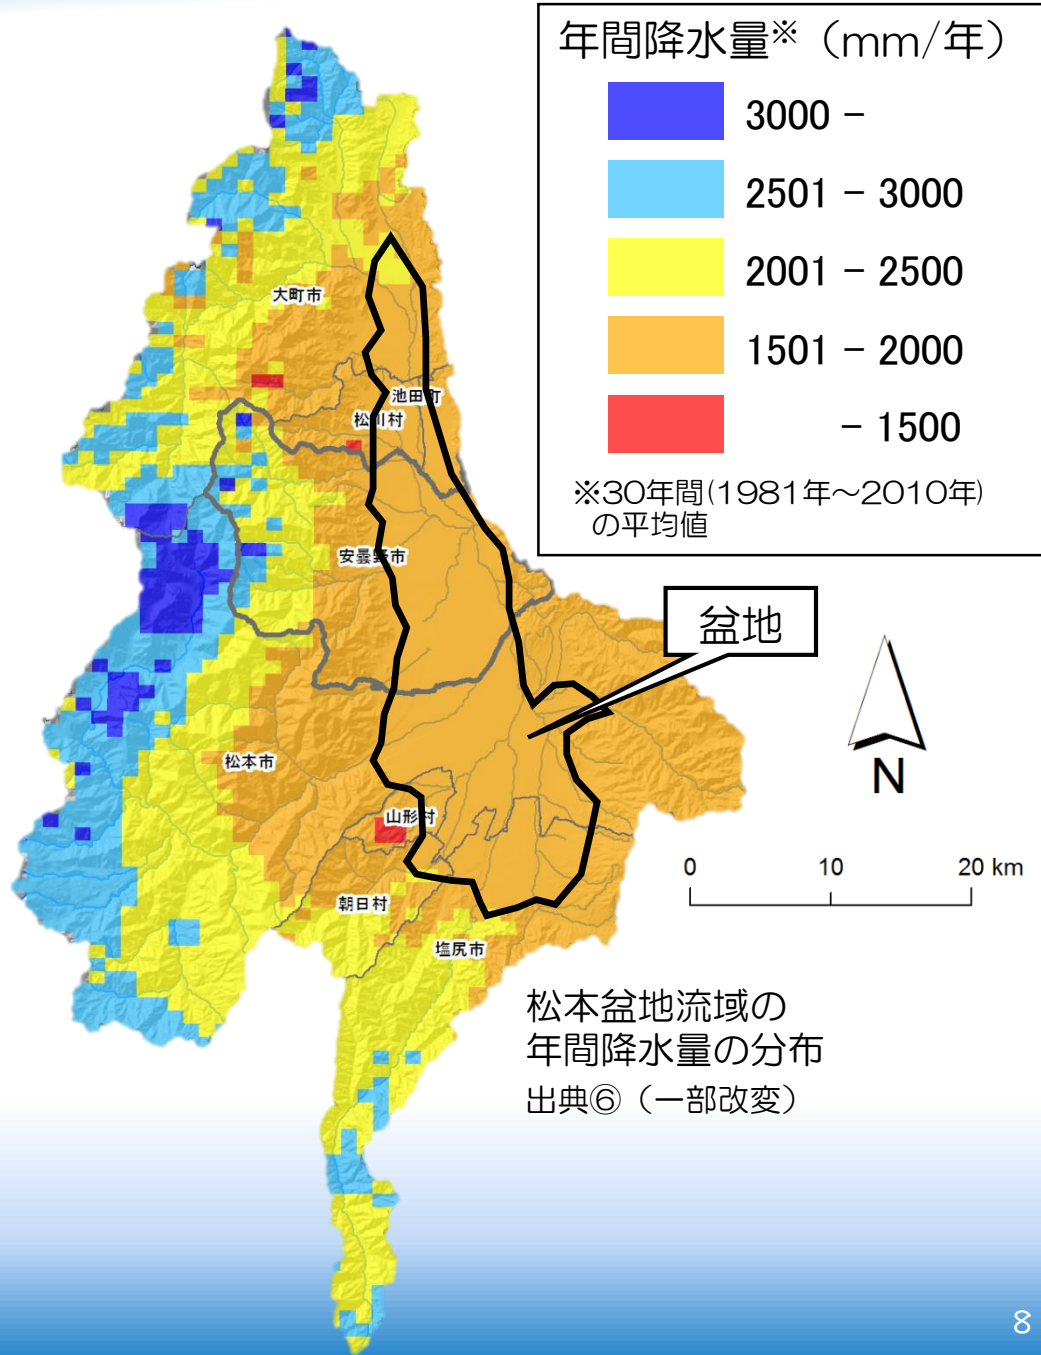 年間降水量※（mm/年）
3000 −
2501 − 3000
2001 − 2500
1501 − 2000
− 1500
※30年間(1981年～2010年)
の平均値
大町市
池田町
松川村
安曇野市
盆地
松本市
山形村
朝日村
塩尻市
N
0 10 20 km
松本盆地流域の
年間降水量の分布
出典⑥（一部改変）
8